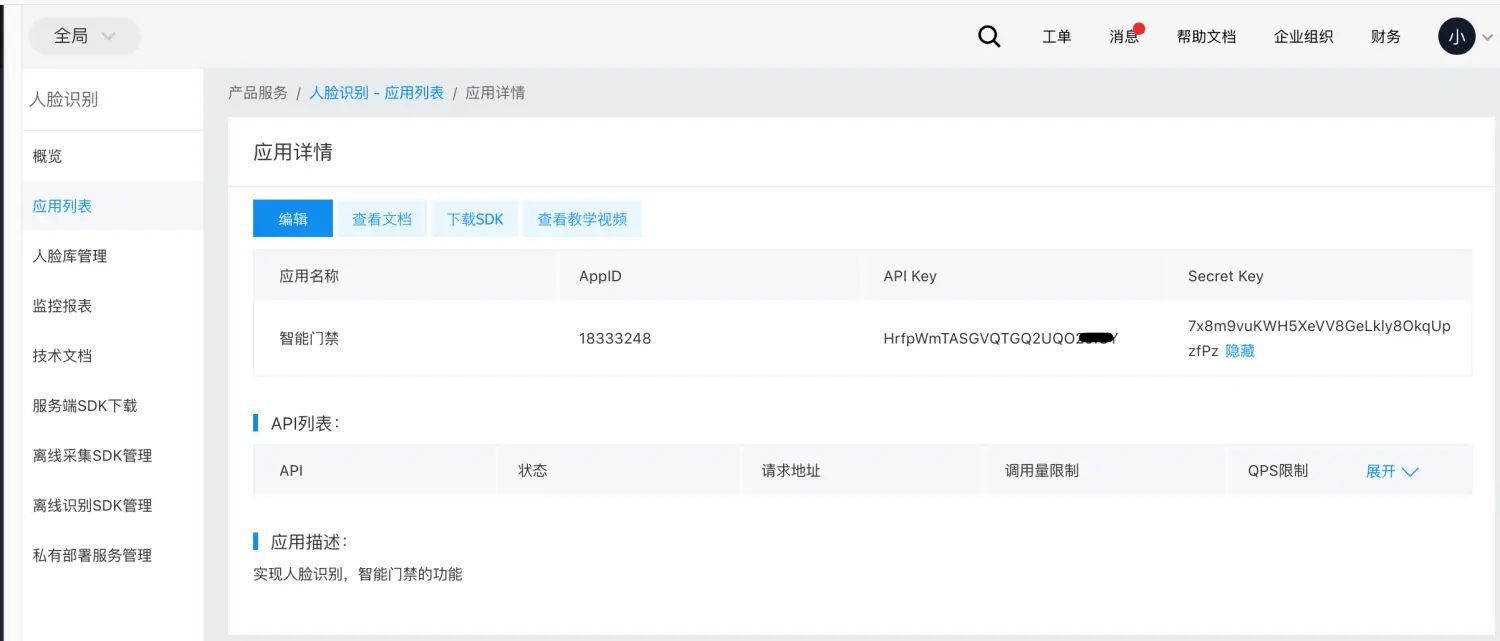 全局
工单 消息 帮助文档 企业组织 财务 小
人脸识别
概览
应用列表
人脸库管理
监控报表
技术文档
服务端SDK下载
离线采集SDK管理
离线识别SDK管理
私有部署服务管理
产品服务 / 人脸识别 - 应用列表 / 应用详情
应用详情
编辑 查看文档 下载SDK 查看教学视频
应用名称 AppID API Key Secret Key
智能门禁 18333248 7x8m9vuKWH5XeVV8GeLkly8OkqUp
zfPz 隐藏
API列表：
API 状态 请求地址 调用量限制 QPS限制 展开
应用描述：
实现人脸识别，智能门禁的功能